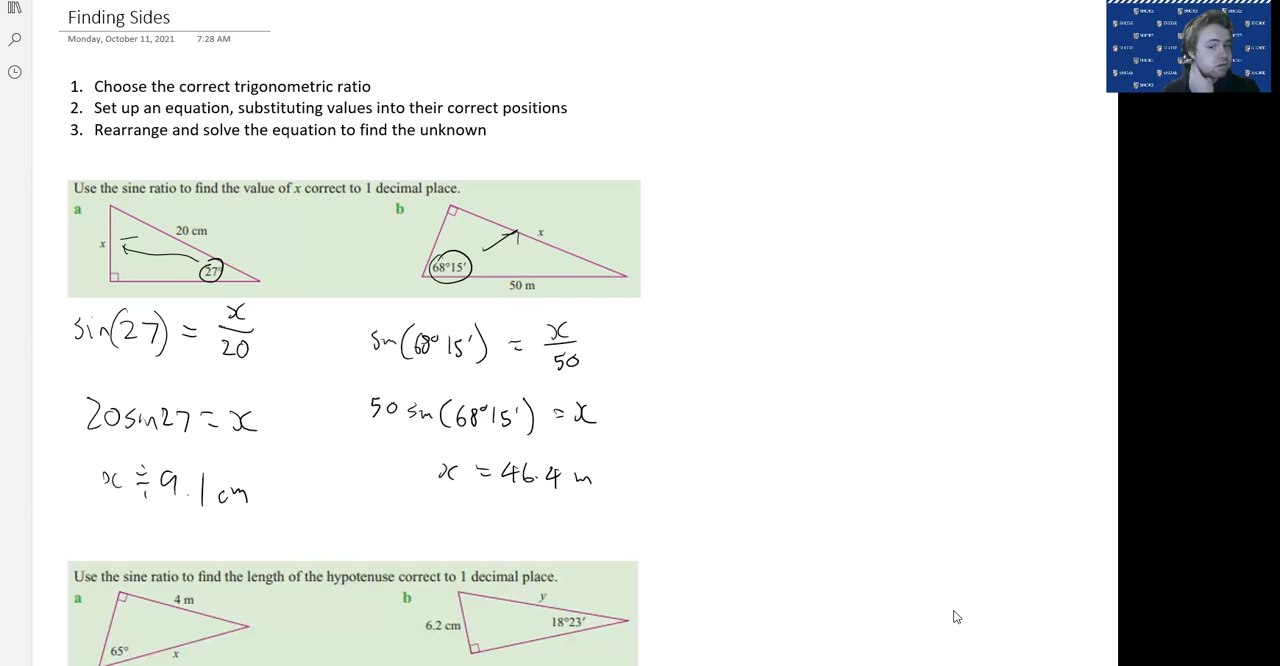 Finding Sides
Monday, October 11, 2021 7:28 AM
1. Choose the correct trigonometric ratio
2. Set up an equation, substituting values into their correct positions
3. Rearrange and solve the equation to find the unknown
Use the sine ratio to find the value of x correct to 1 decimal place.
a
x
20 cm
27°
b
x
68°15′
50 m
sin(27) = x/20
20sin27 = x
x ≑ 9.1 cm
sin(68°15') = x/50
50 sin(68°15') = x
x = 46.4 m
Use the sine ratio to find the length of the hypotenuse correct to 1 decimal place.
a
4 m
65°
x
b
y
6.2 cm
18°23′